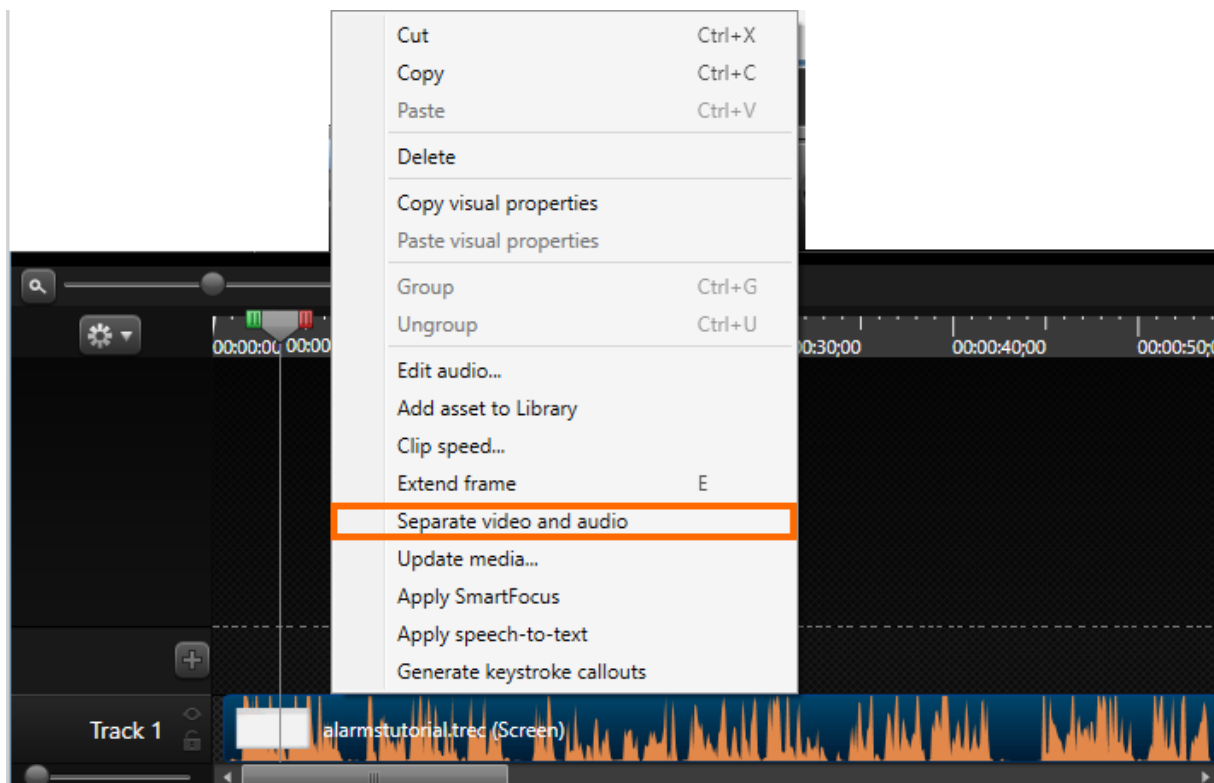 Cut Ctrl+X
Copy Ctrl+C
Paste Ctrl+V
Delete
Copy visual properties
Paste visual properties
Group Ctrl+G
Ungroup Ctrl+U
00:00:00 00:00 0:30;00 00:00:40;00 00:00:50;
Edit audio...
Add asset to Library
Clip speed...
Extend frame E
Separate video and audio
Update media...
Apply SmartFocus
Apply speech-to-text
Generate keystroke callouts
Track 1 alarmstutorial.trec (Screen)